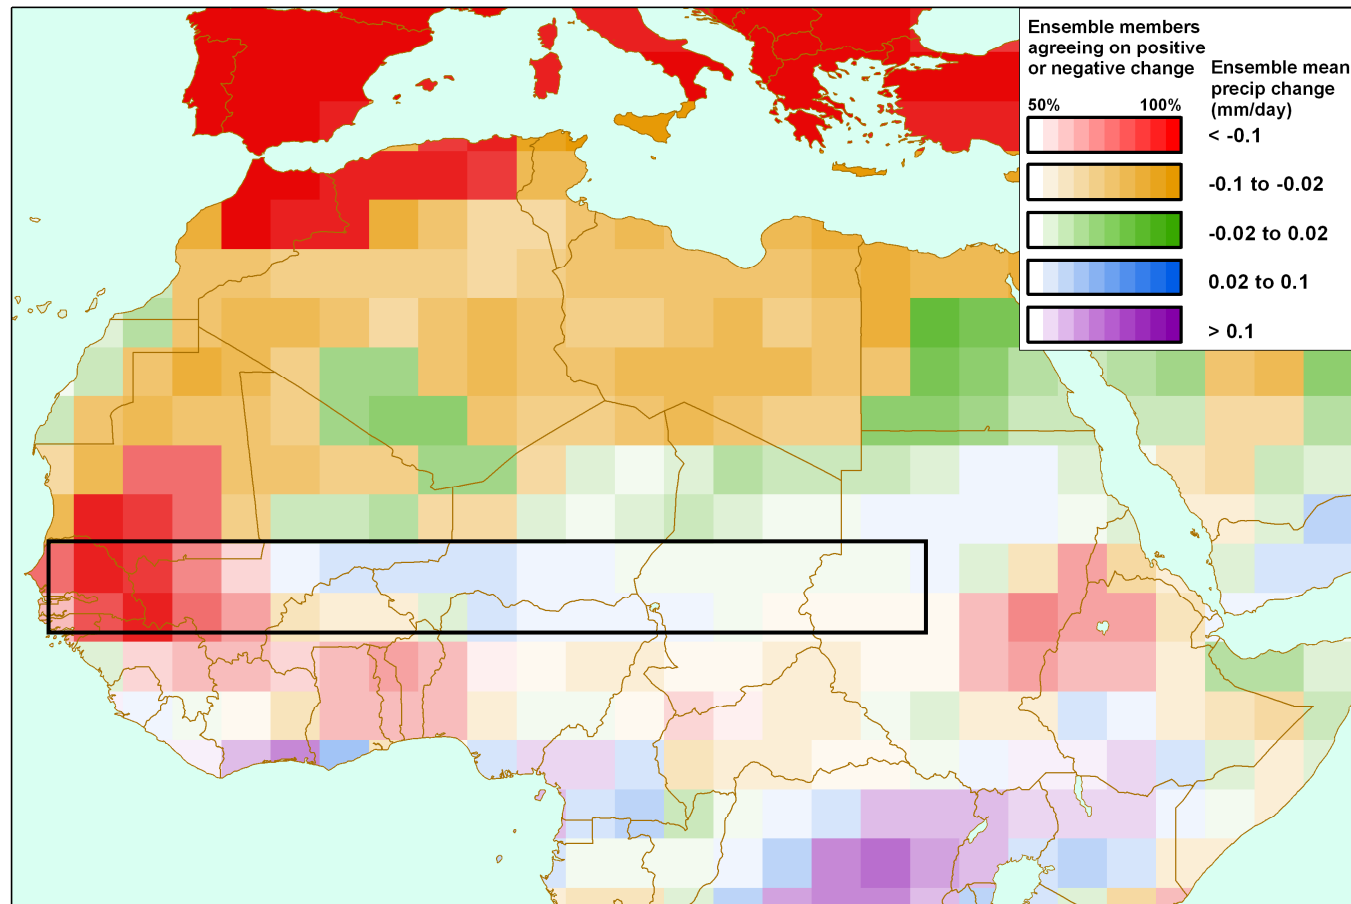 Ensemble members
agreeing on positive
or negative change
Ensemble mean
precip change
(mm/day)
50% 100%
< -0.1
-0.1 to -0.02
-0.02 to 0.02
0.02 to 0.1
> 0.1